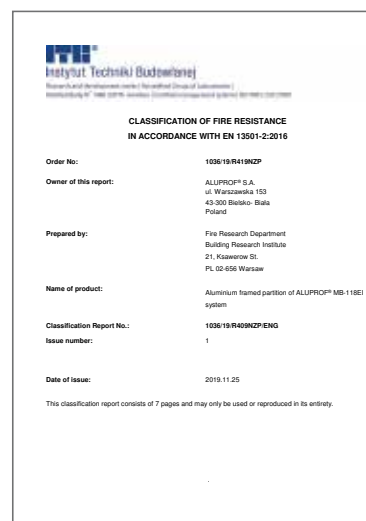 Instytut Techniki Budowlanej
CLASSIFICATION OF FIRE RESISTANCE
IN ACCORDANCE WITH EN 13501-2:2016
Order No: 1036/19/R419NZP
Owner of this report: ALUPROF® S.A.
ul. Warszawska 153
43-300 Bielsko- Biała
Poland
Prepared by: Fire Research Department
Building Research Institute
21, Ksawerow St.
PL 02-656 Warsaw
Name of product: Aluminium framed partition of ALUPROF® MB-118EI
system
Classification Report No.: 1036/19/R409NZP/ENG
Issue number: 1
Date of issue: 2019.11.25
This classification report consists of 7 pages and may only be used or reproduced in its entirety.